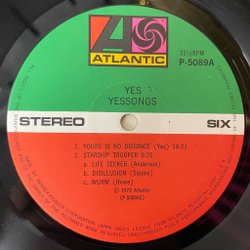 ATLANTIC
33⅓RPM
P-5089A
YES
YESSONGS
STEREO
SIX
1. YOURS IS NO DISGRACE (Yes) 14:21
2. STARSHIP TROOPER 9:25
a. LIFE SEEKER (Anderson)
b. DISILLUSION (Squire)
c. WURM (Howe)
℗ 1973 Atlantic
(P-5089A2)